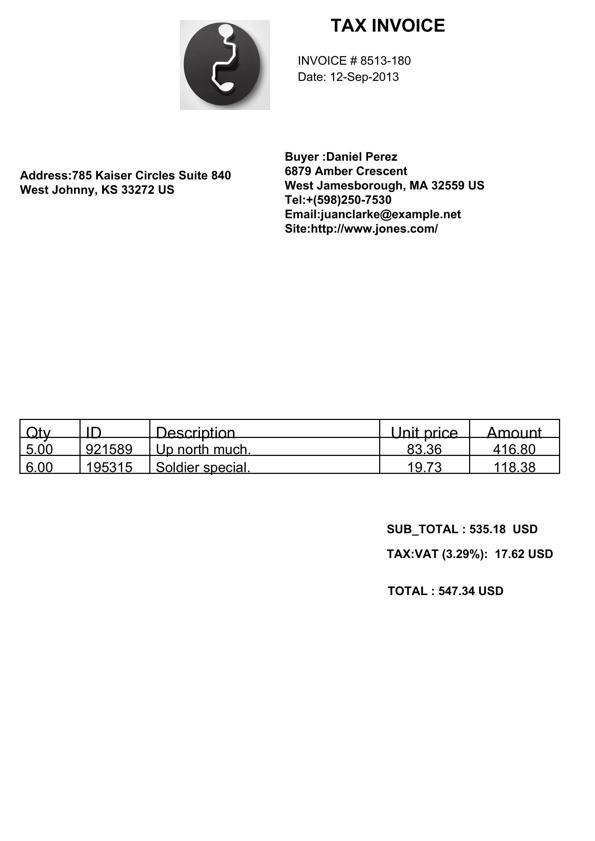 TAX INVOICE
INVOICE # 8513-180
Date: 12-Sep-2013
Address:785 Kaiser Circles Suite 840
West Johnny, KS 33272 US
Buyer :Daniel Perez
6879 Amber Crescent
West Jamesborough, MA 32559 US
Tel:+(598)250-7530
Email:juanclarke@example.net
Site:http://www.jones.com/
Qty ID Description Unit price Amount
5.00 921589 Up north much. 83.36 416.80
6.00 195315 Soldier special. 19.73 118.38
SUB_TOTAL : 535.18 USD
TAX:VAT (3.29%): 17.62 USD
TOTAL : 547.34 USD